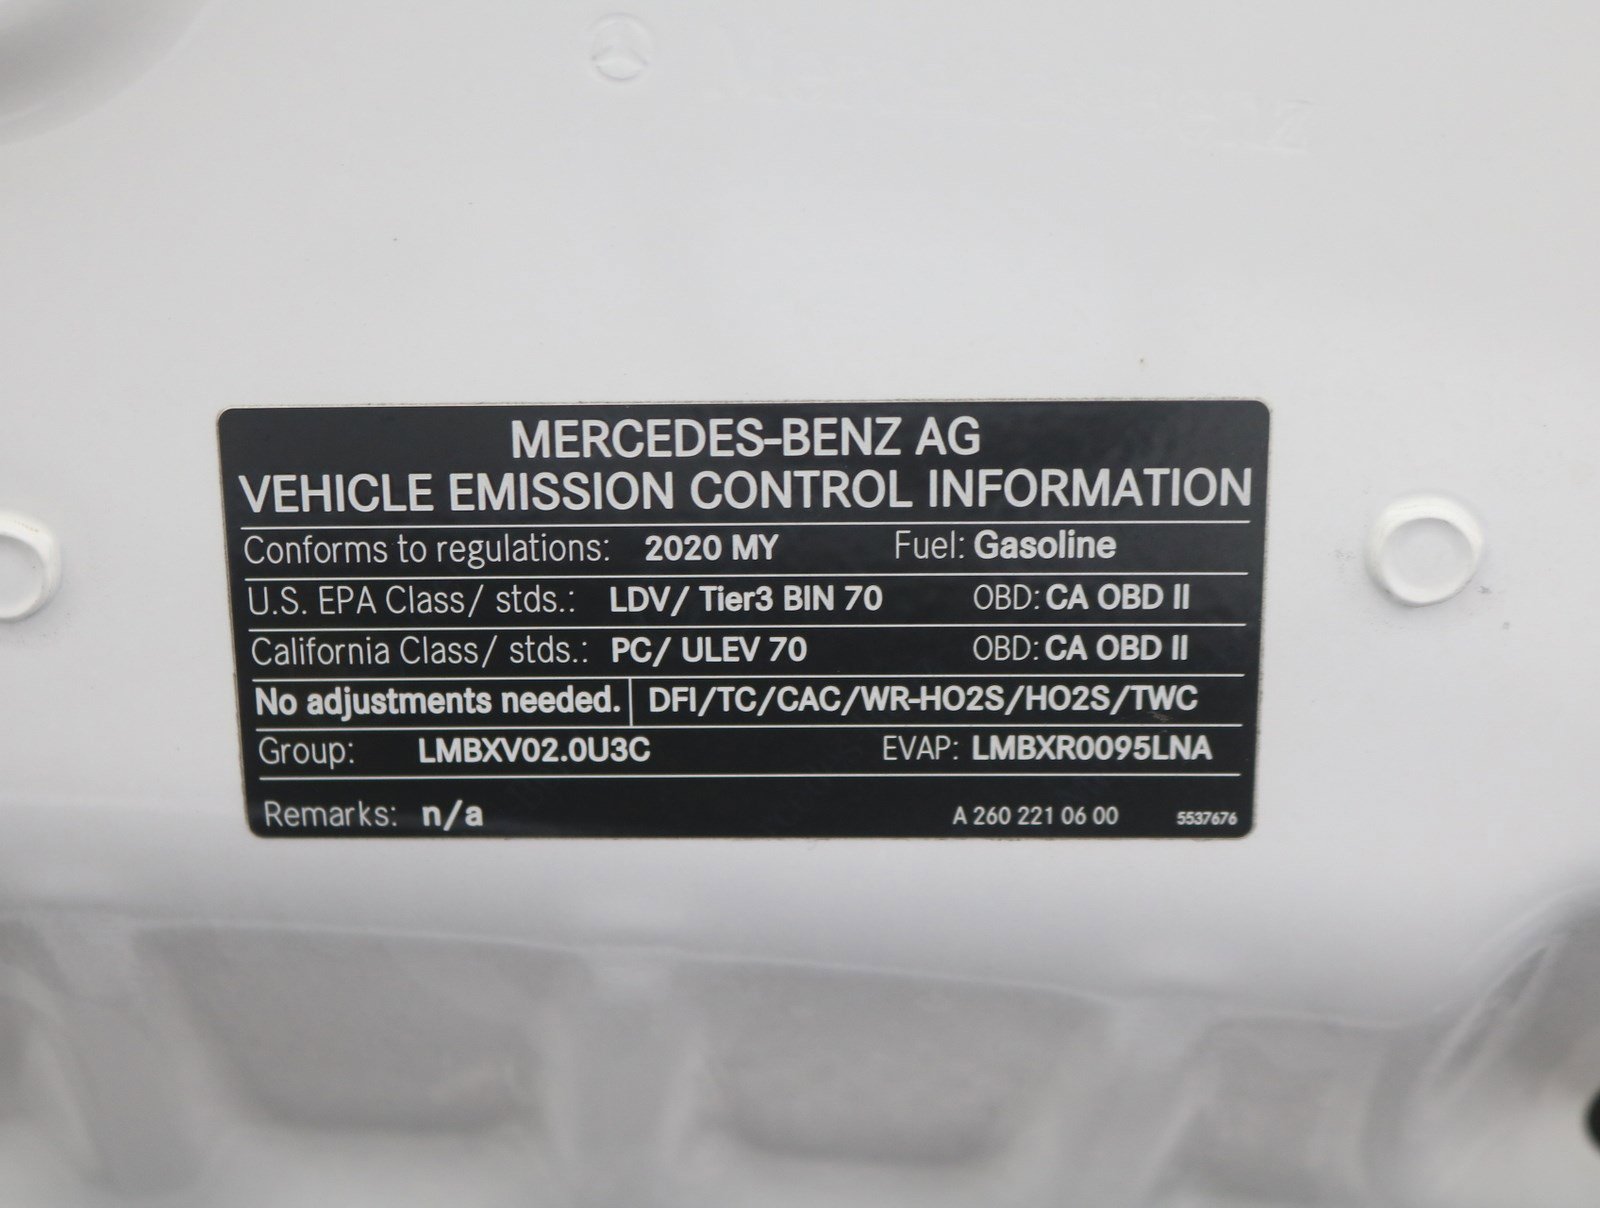 MERCEDES-BENZ AG
VEHICLE EMISSION CONTROL INFORMATION
Conforms to regulations: 2020 MY Fuel: Gasoline
U.S. EPA Class/ stds.: LDV/ Tier3 BIN 70 OBD: CA OBD II
California Class/ stds.: PC/ ULEV 70 OBD: CA OBD II
No adjustments needed. DFI/TC/CAC/WR-HO2S/HO2S/TWC
Group: LMBXV02.0U3C EVAP: LMBXR0095LNA
Remarks: n/a A 260 221 06 00 5537676